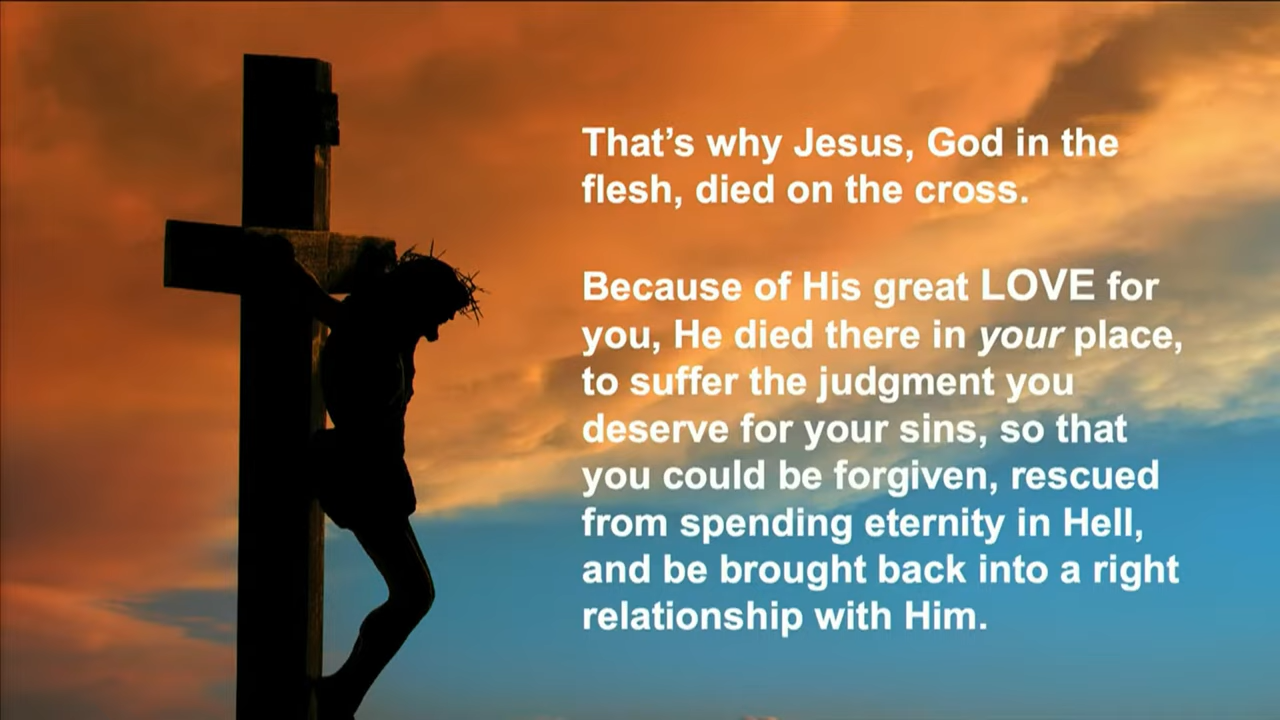 That’s why Jesus, God in the
flesh, died on the cross.
Because of His great LOVE for
you, He died there in your place,
to suffer the judgment you
deserve for your sins, so that
you could be forgiven, rescued
from spending eternity in Hell,
and be brought back into a right
relationship with Him.